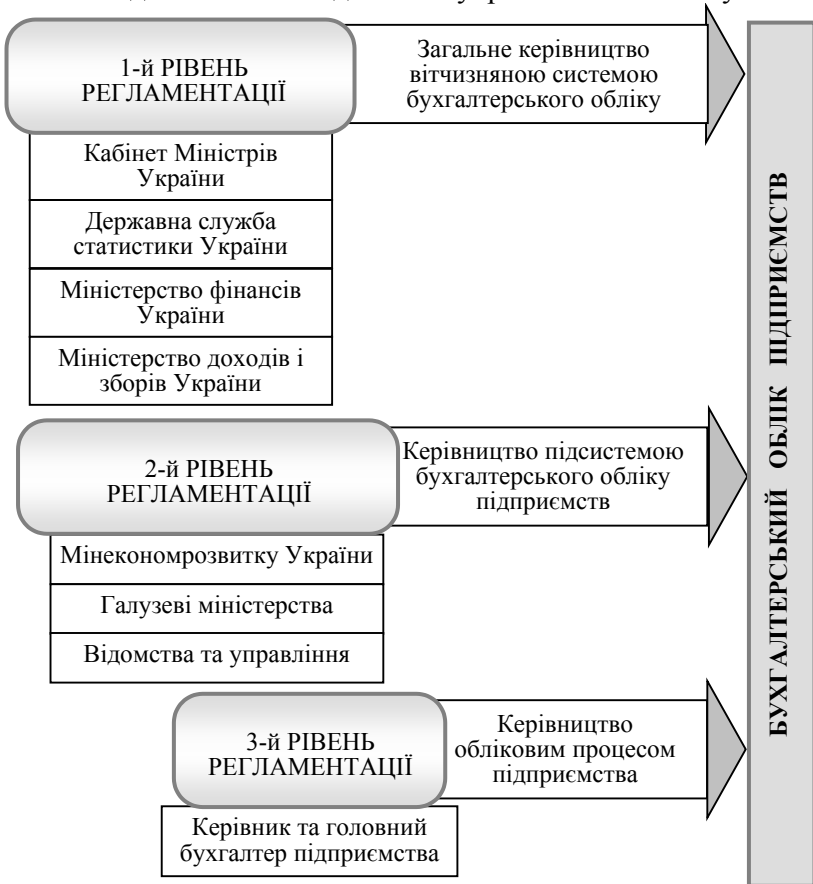 1-й РІВЕНЬ
РЕГЛАМЕНТАЦІЇ
Загальне керівництво
вітчизняною системою
бухгалтерського обліку
Кабінет Міністрів
України
Державна служба
статистики України
Міністерство фінансів
України
Міністерство доходів і
зборів України
2-й РІВЕНЬ
РЕГЛАМЕНТАЦІЇ
Керівництво підсистемою
бухгалтерського обліку
підприємств
Мінекономрозвитку України
Галузеві міністерства
Відомства та управління
3-й РІВЕНЬ
РЕГЛАМЕНТАЦІЇ
Керівництво
обліковим процесом
підприємства
Керівник та головний
бухгалтер підприємства
БУХГАЛТЕРСЬКИЙ ОБЛІК ПІДПРИЄМСТВ